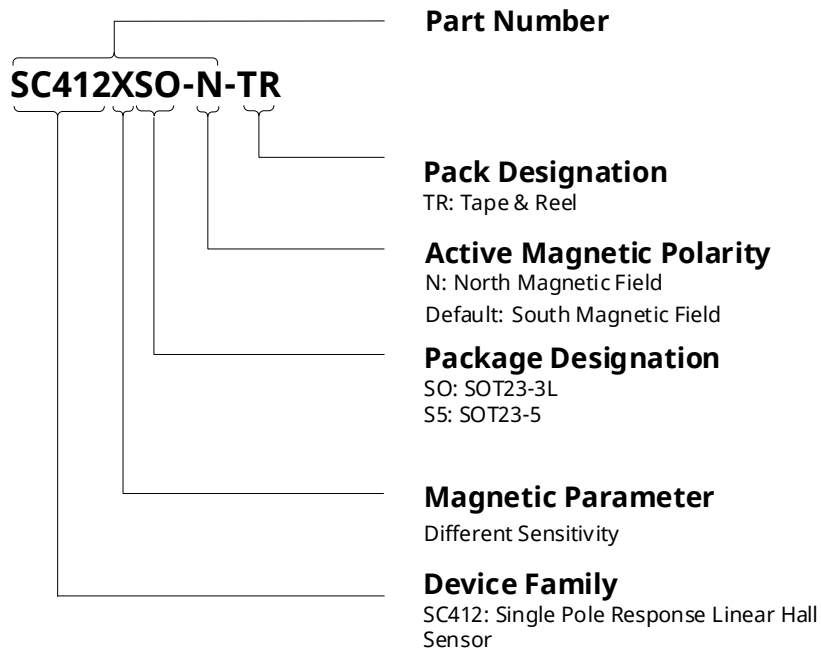 Part Number
SC412XSO-N-TR
Pack Designation
TR: Tape & Reel
Active Magnetic Polarity
N: North Magnetic Field
Default: South Magnetic Field
Package Designation
SO: SOT23-3L
S5: SOT23-5
Magnetic Parameter
Different Sensitivity
Device Family
SC412: Single Pole Response Linear Hall
Sensor